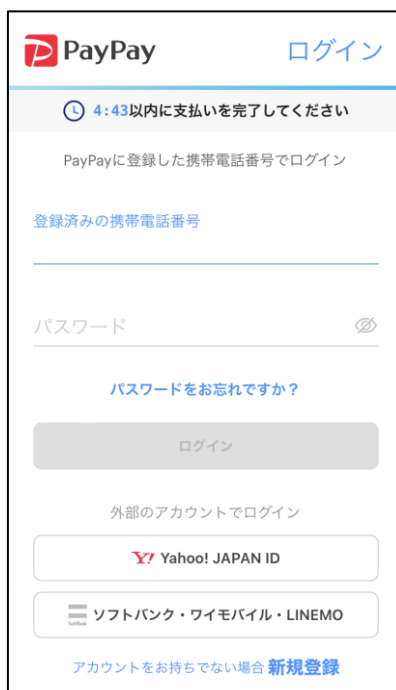 PayPay ログイン
4:43以内に支払いを完了してください
PayPayに登録した携帯電話番号でログイン
登録済みの携帯電話番号
パスワード
パスワードをお忘れですか？
ログイン
外部のアカウントでログイン
Y! Yahoo! JAPAN ID
SoftBank ソフトバンク・ワイモバイル・LINEMO
アカウントをお持ちでない場合 新規登録